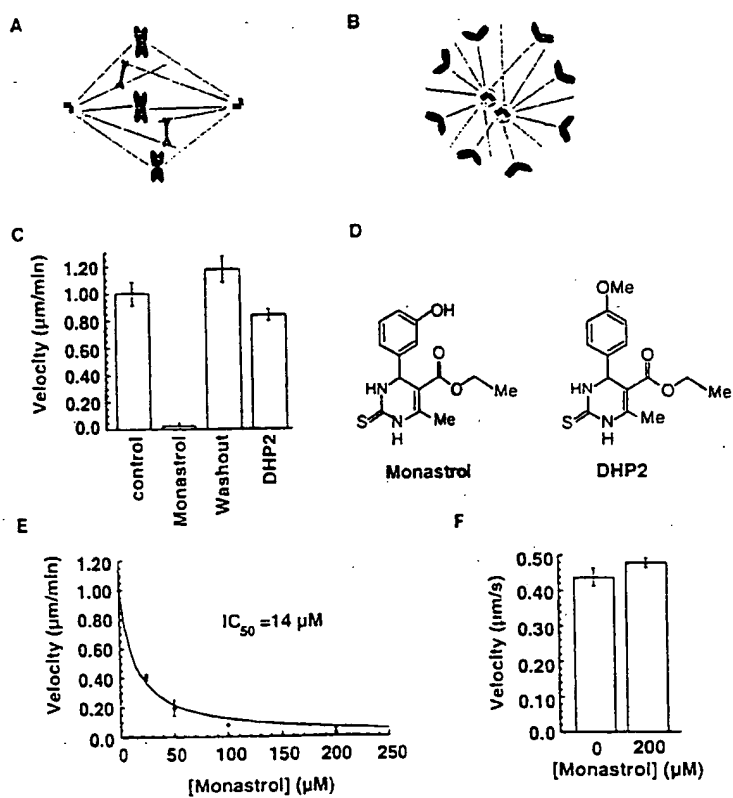 A
B
C
Velocity (μm/min)
1.20
1.00
0.80
0.60
0.40
0.20
0.0
control
Monastrol
Washout
DHP2
D
OH
O
O
Me
HN
S
N
H
Me
Monastrol
OMe
O
O
Me
HN
S
N
H
Me
DHP2
E
Velocity (μm/min)
1.20
1.00
0.80
0.60
0.40
0.20
0.00
IC50 =14 μM
0 50 100 150 200 250
[Monastrol] (μM)
F
Velocity (μm/s)
0.50
0.40
0.30
0.20
0.10
0.0
0 200
[Monastrol] (μM)